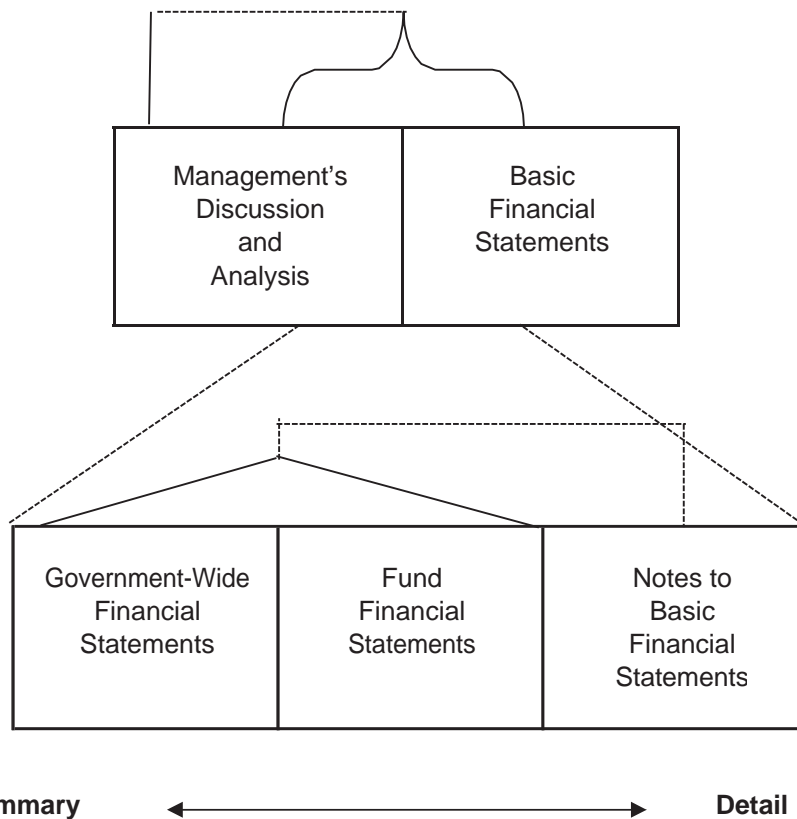 Management’s
Discussion
and
Analysis
Basic
Financial
Statements
Government-Wide
Financial
Statements
Fund
Financial
Statements
Notes to
Basic
Financial
Statements
mmary
Detail